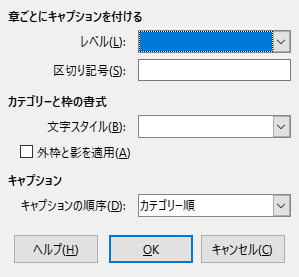 章ごとにキャプションを付ける
レベル(L):
区切り記号(S):
カテゴリーと枠の書式
文字スタイル(B):
外枠と影を適用(A)
キャプション
キャプションの順序(D): カテゴリー順
ヘルプ(H) OK キャンセル(C)